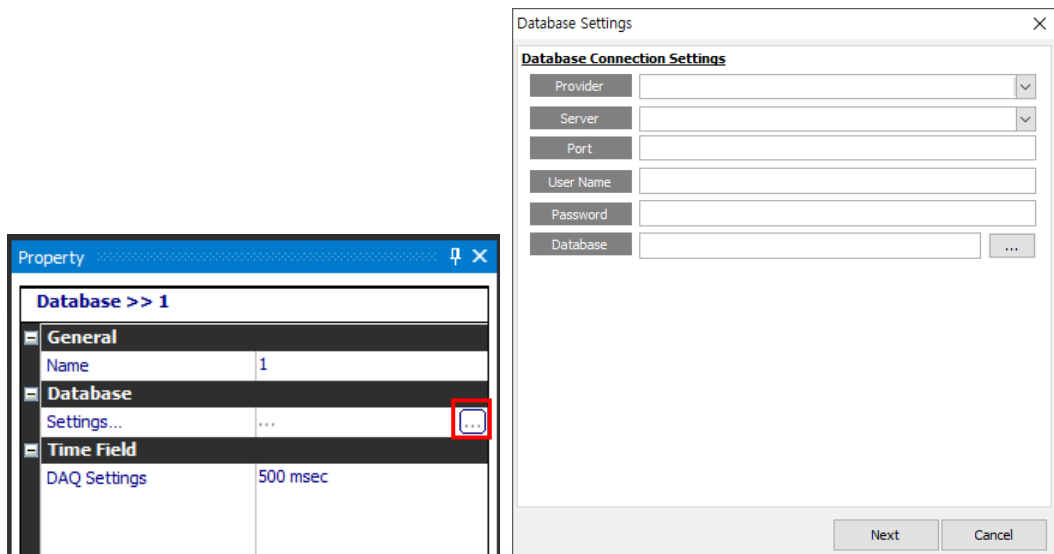 Property
Database >> 1
General
Name 1
Database
Settings... ... ...
Time Field
DAQ Settings 500 msec
Database Settings
Database Connection Settings
Provider
Server
Port
User Name
Password
Database ...
Next Cancel